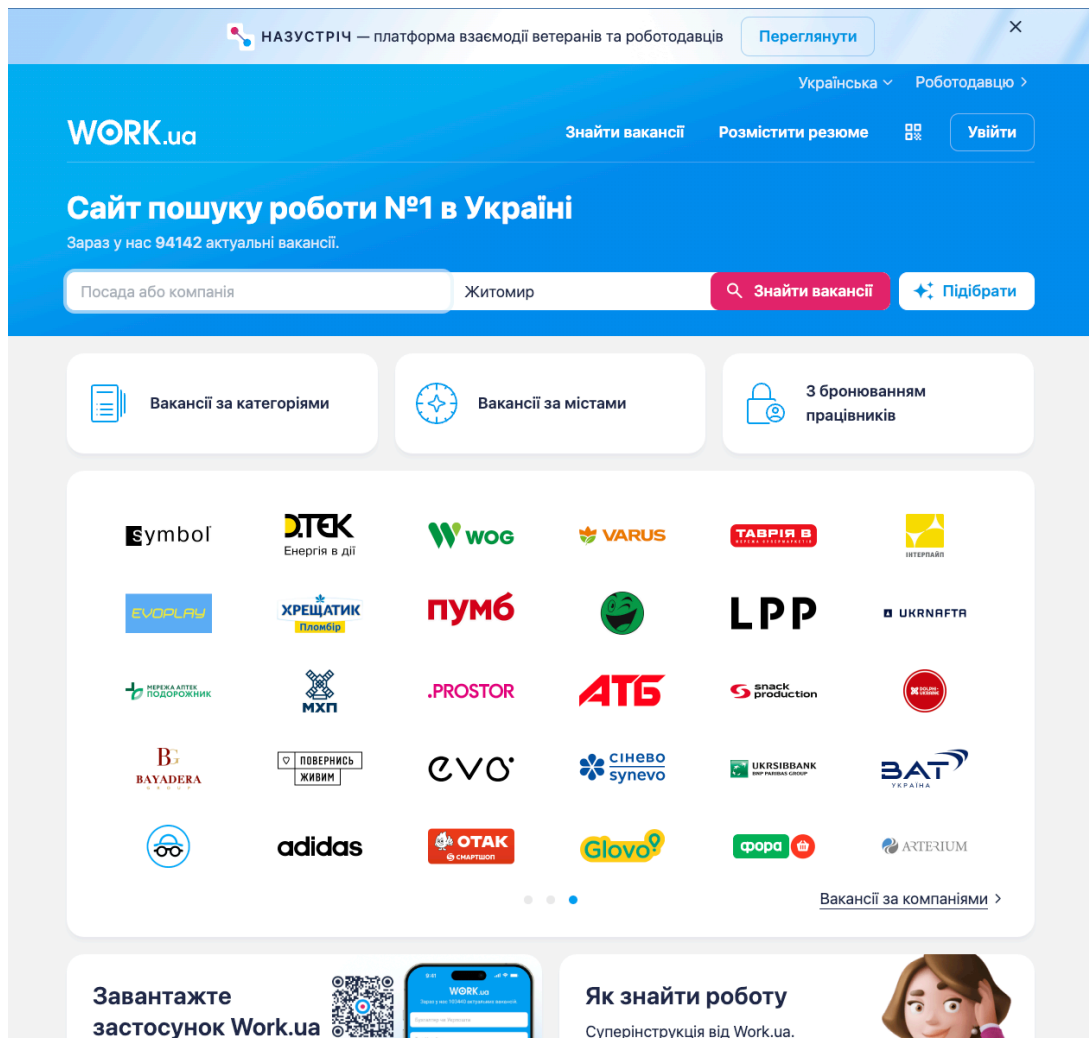 НАЗУСТРІЧ — платформа взаємодії ветеранів та роботодавців
Переглянути
Українська
Роботодавцю
WORK.ua
Знайти вакансії
Розмістити резюме
Увійти
Сайт пошуку роботи №1 в Україні
Зараз у нас 94142 актуальні вакансії.
Посада або компанія
Житомир
Знайти вакансії
Підібрати
Вакансії за категоріями
Вакансії за містами
З бронюванням
працівників
symbol
D.TEK
Енергія в дії
WOG
VARUS
ТАВРІЯ В
МЕРЕЖА СУПЕРМАРКЕТІВ
ІНТЕРПАЙП
EVOPLAY
ХРЕЩАТИК
Пломбір
пумб
LPP
UKRNAFTA
МЕРЕЖА АПТЕК
ПОДОРОЖНИК
МХП
.PROSTOR
АТБ
snack
production
BG
BAYADERA
GROUP
ПОВЕРНИСЬ
ЖИВИМ
evo
СІНЕВО
synevo
UKRSIBBANK
BNP PARIBAS GROUP
BAT
УКРАЇНА
adidas
ОТАК
СМАРТШОП
Glovo
фора
ARTERIUM
Вакансії за компаніями
Завантажте
застосунок Work.ua
9:41
WORK.ua
Як знайти роботу
Суперінструкція від Work.ua.